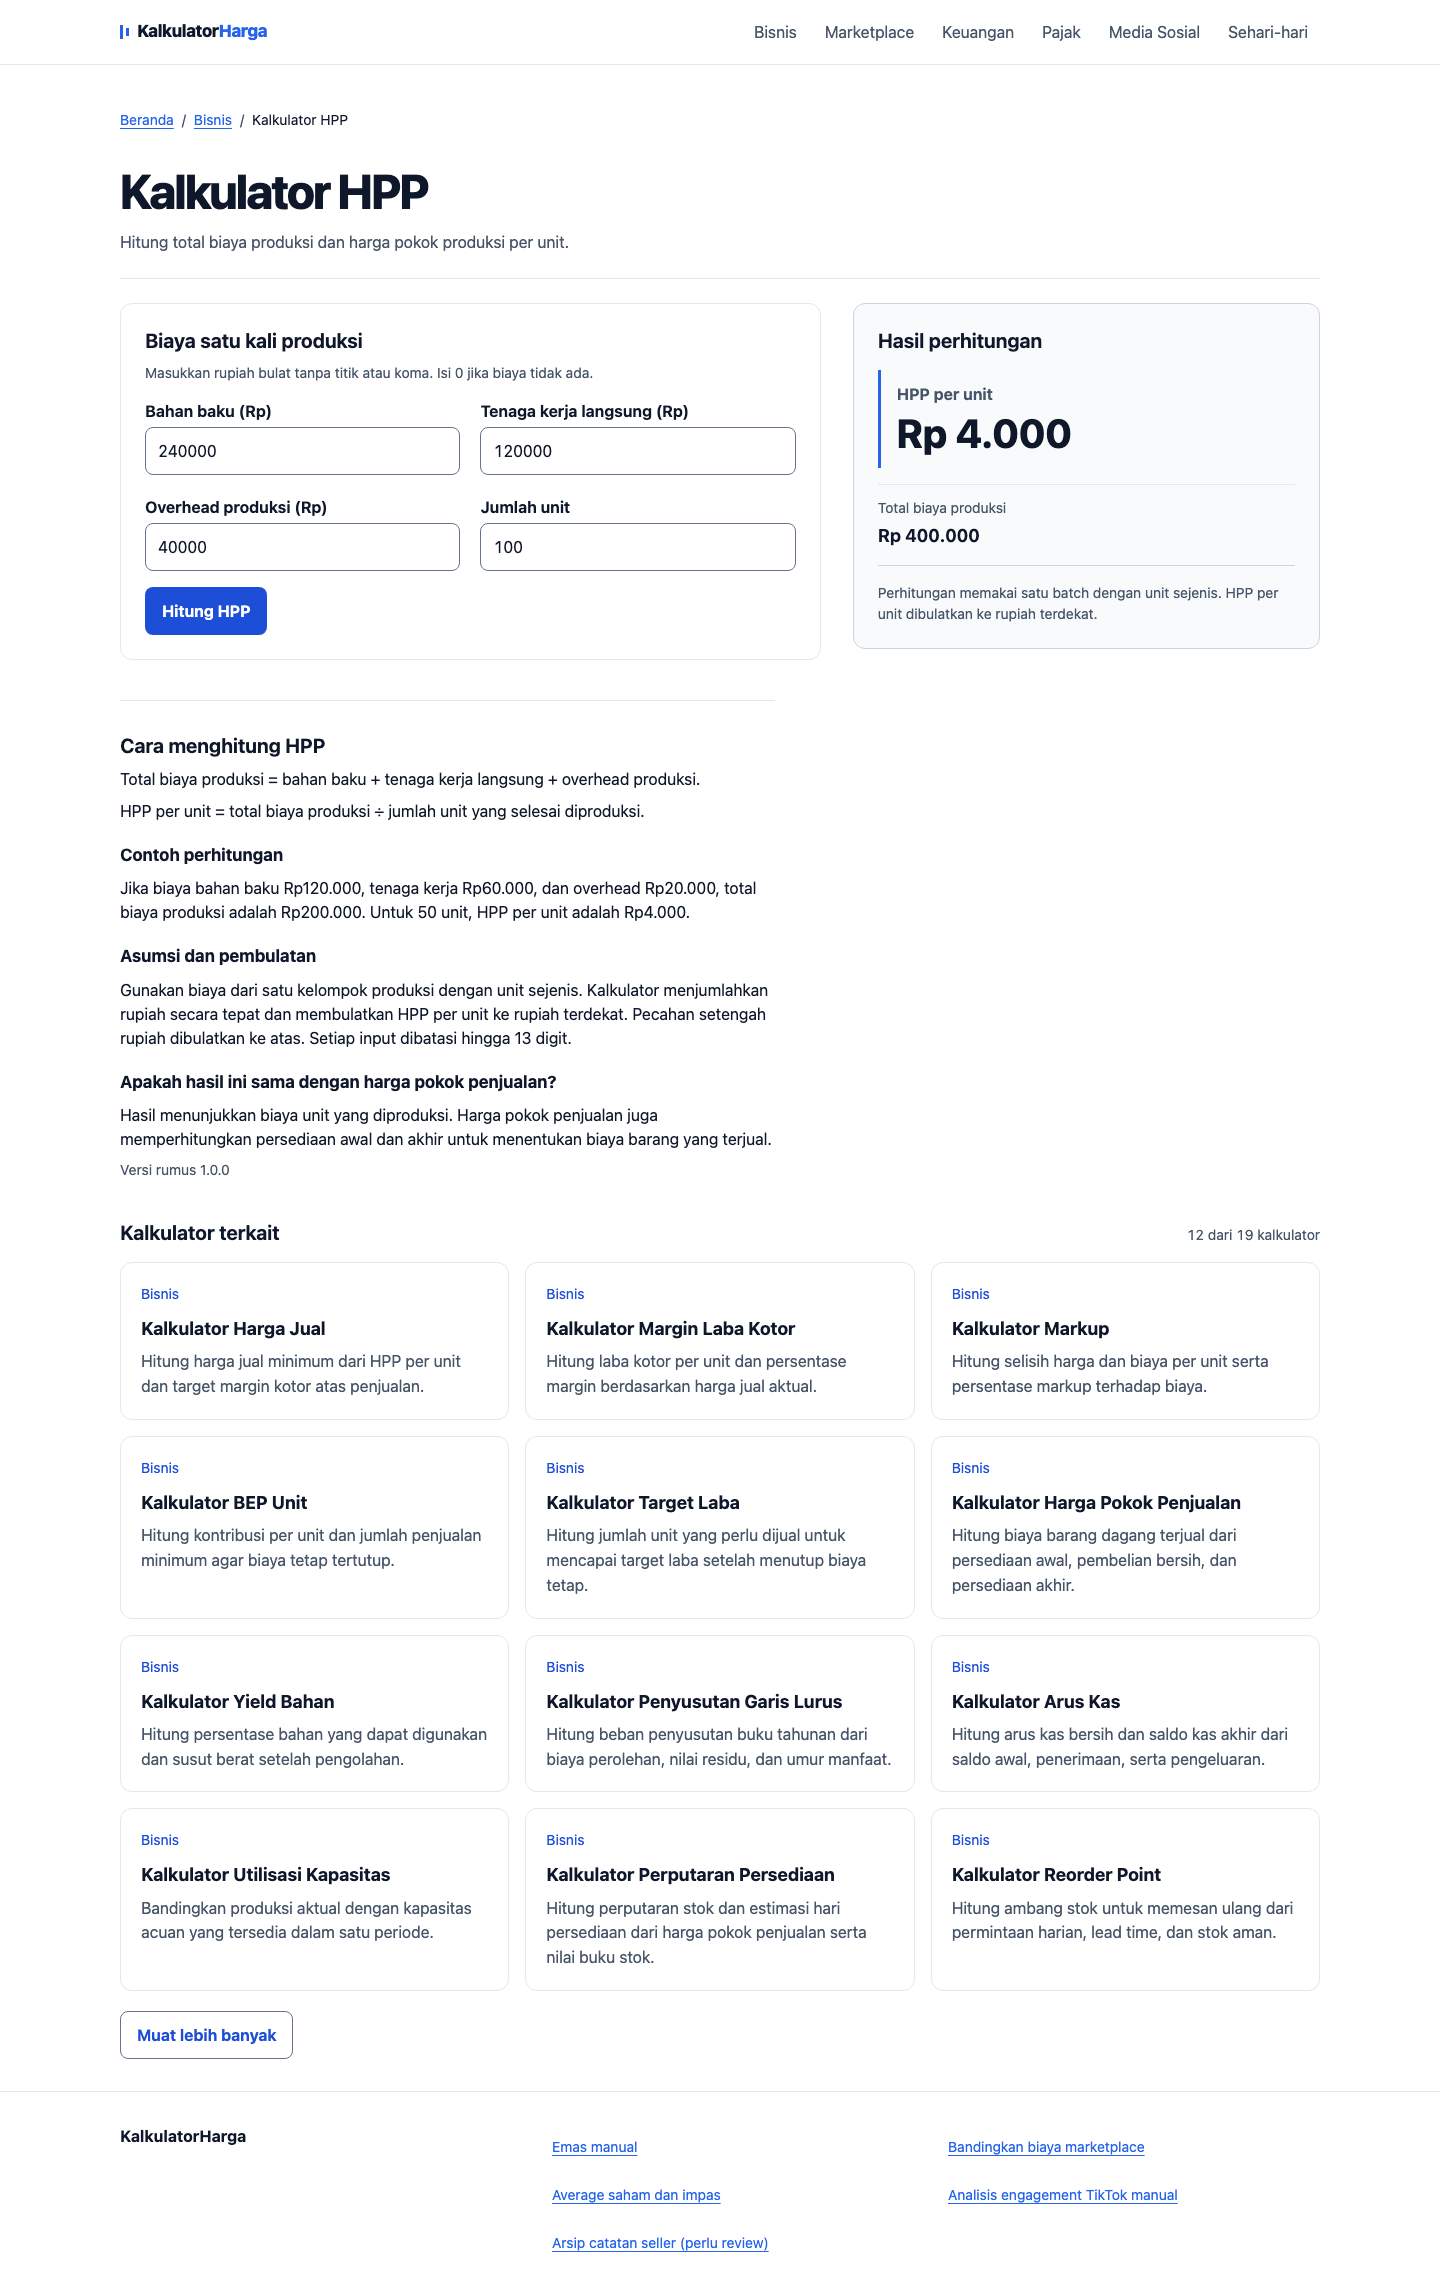 KalkulatorHarga
Bisnis
Marketplace
Keuangan
Pajak
Media Sosial
Sehari-hari
Beranda / Bisnis / Kalkulator HPP
Kalkulator HPP
Hitung total biaya produksi dan harga pokok produksi per unit.
Biaya satu kali produksi
Masukkan rupiah bulat tanpa titik atau koma. Isi 0 jika biaya tidak ada.
Bahan baku (Rp)
240000
Tenaga kerja langsung (Rp)
120000
Overhead produksi (Rp)
40000
Jumlah unit
100
Hitung HPP
Hasil perhitungan
HPP per unit
Rp 4.000
Total biaya produksi
Rp 400.000
Perhitungan memakai satu batch dengan unit sejenis. HPP per
unit dibulatkan ke rupiah terdekat.
Cara menghitung HPP
Total biaya produksi = bahan baku + tenaga kerja langsung + overhead produksi.
HPP per unit = total biaya produksi ÷ jumlah unit yang selesai diproduksi.
Contoh perhitungan
Jika biaya bahan baku Rp120.000, tenaga kerja Rp60.000, dan overhead Rp20.000, total
biaya produksi adalah Rp200.000. Untuk 50 unit, HPP per unit adalah Rp4.000.
Asumsi dan pembulatan
Gunakan biaya dari satu kelompok produksi dengan unit sejenis. Kalkulator menjumlahkan
rupiah secara tepat dan membulatkan HPP per unit ke rupiah terdekat. Pecahan setengah
rupiah dibulatkan ke atas. Setiap input dibatasi hingga 13 digit.
Apakah hasil ini sama dengan harga pokok penjualan?
Hasil menunjukkan biaya unit yang diproduksi. Harga pokok penjualan juga
memperhitungkan persediaan awal dan akhir untuk menentukan biaya barang yang terjual.
Versi rumus 1.0.0
Kalkulator terkait
12 dari 19 kalkulator
Bisnis
Kalkulator Harga Jual
Hitung harga jual minimum dari HPP per unit
dan target margin kotor atas penjualan.
Bisnis
Kalkulator Margin Laba Kotor
Hitung laba kotor per unit dan persentase
margin berdasarkan harga jual aktual.
Bisnis
Kalkulator Markup
Hitung selisih harga dan biaya per unit serta
persentase markup terhadap biaya.
Bisnis
Kalkulator BEP Unit
Hitung kontribusi per unit dan jumlah penjualan
minimum agar biaya tetap tertutup.
Bisnis
Kalkulator Target Laba
Hitung jumlah unit yang perlu dijual untuk
mencapai target laba setelah menutup biaya
tetap.
Bisnis
Kalkulator Harga Pokok Penjualan
Hitung biaya barang dagang terjual dari
persediaan awal, pembelian bersih, dan
persediaan akhir.
Bisnis
Kalkulator Yield Bahan
Hitung persentase bahan yang dapat digunakan
dan susut berat setelah pengolahan.
Bisnis
Kalkulator Penyusutan Garis Lurus
Hitung beban penyusutan buku tahunan dari
biaya perolehan, nilai residu, dan umur manfaat.
Bisnis
Kalkulator Arus Kas
Hitung arus kas bersih dan saldo kas akhir dari
saldo awal, penerimaan, serta pengeluaran.
Bisnis
Kalkulator Utilisasi Kapasitas
Bandingkan produksi aktual dengan kapasitas
acuan yang tersedia dalam satu periode.
Bisnis
Kalkulator Perputaran Persediaan
Hitung perputaran stok dan estimasi hari
persediaan dari harga pokok penjualan serta
nilai buku stok.
Bisnis
Kalkulator Reorder Point
Hitung ambang stok untuk memesan ulang dari
permintaan harian, lead time, dan stok aman.
Muat lebih banyak
KalkulatorHarga
Emas manual
Bandingkan biaya marketplace
Average saham dan impas
Analisis engagement TikTok manual
Arsip catatan seller (perlu review)